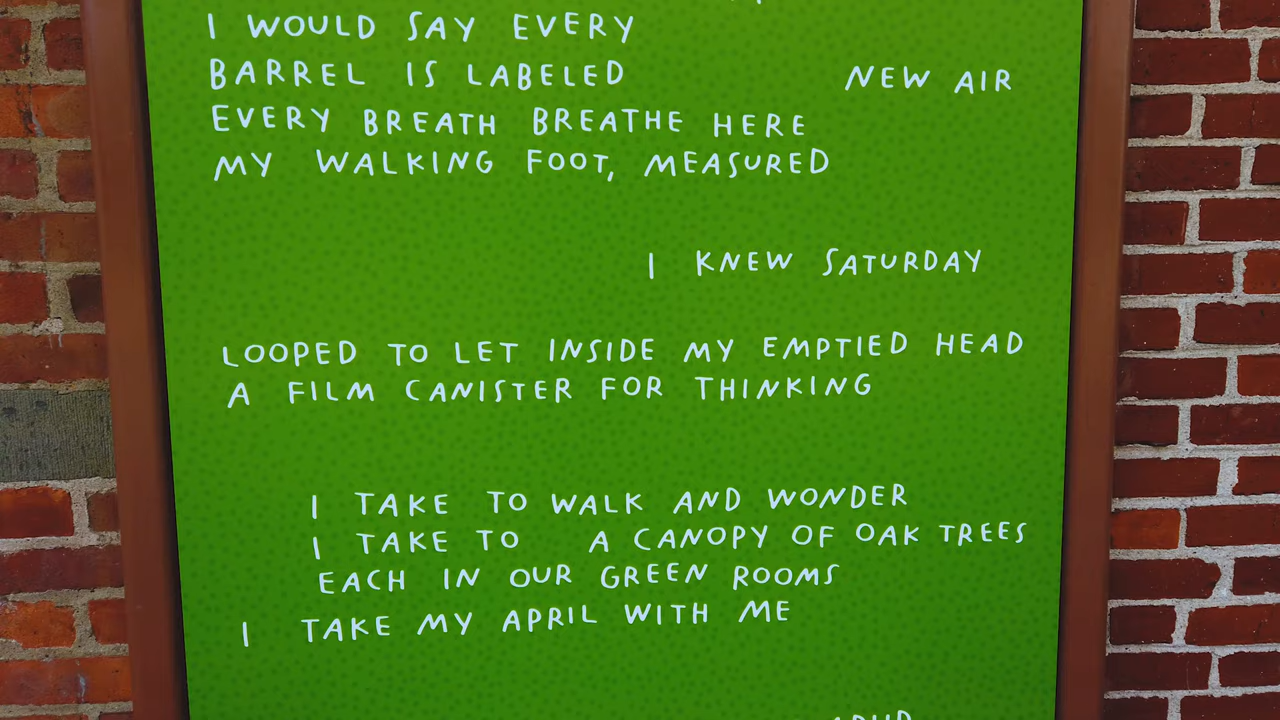 I WOULD SAY EVERY
BARREL IS LABELED NEW AIR
EVERY BREATH BREATHE HERE
MY WALKING FOOT, MEASURED
I KNEW SATURDAY
LOOPED TO LET INSIDE MY EMPTIED HEAD
A FILM CANISTER FOR THINKING
I TAKE TO WALK AND WONDER
I TAKE TO A CANOPY OF OAK TREES
EACH IN OUR GREEN ROOMS
I TAKE MY APRIL WITH ME